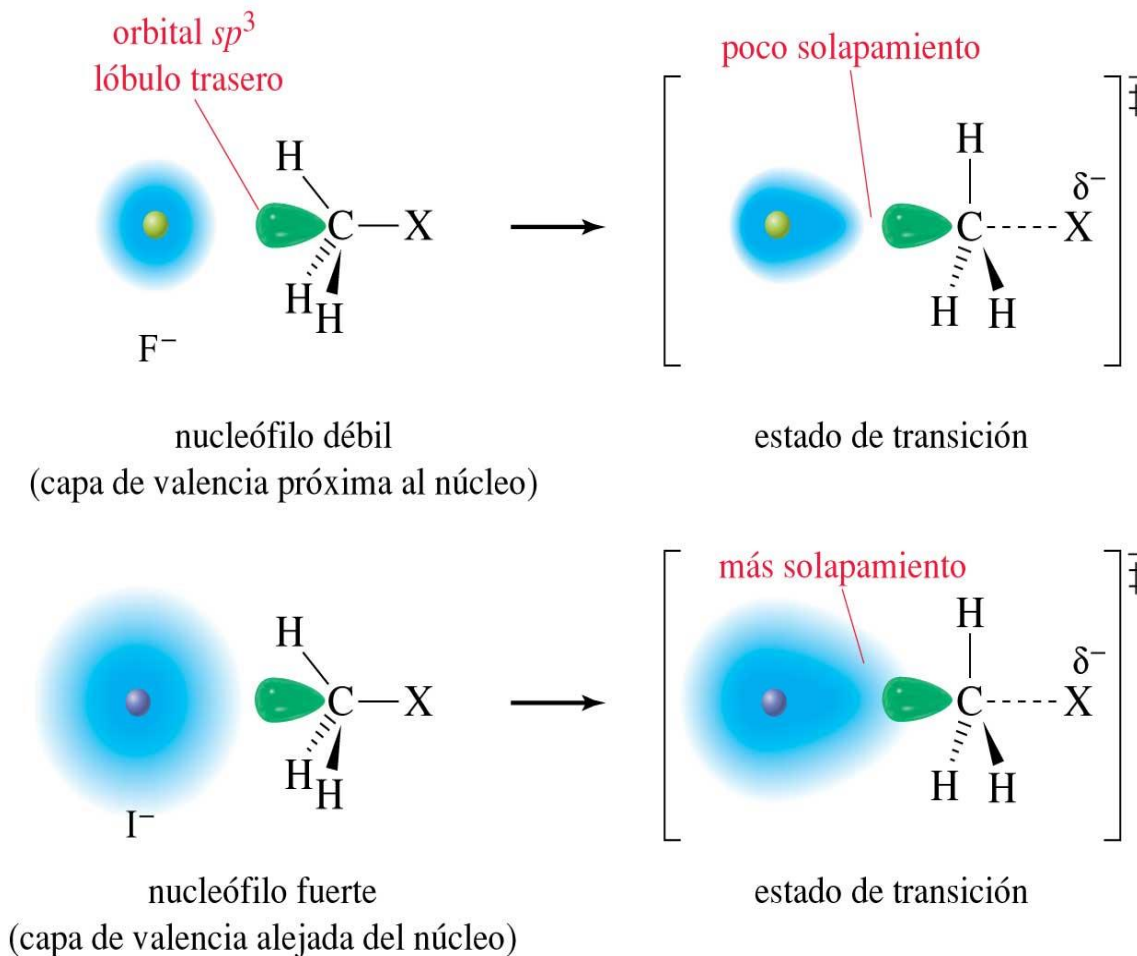 orbital sp³
lóbulo trasero
poco solapamiento
H
C—X
H
H
F⁻
H
C
X
δ⁻
H
H
‡
nucleófilo débil
(capa de valencia próxima al núcleo)
estado de transición
más solapamiento
H
C—X
H
H
I⁻
H
C
X
δ⁻
H
H
‡
nucleófilo fuerte
(capa de valencia alejada del núcleo)
estado de transición